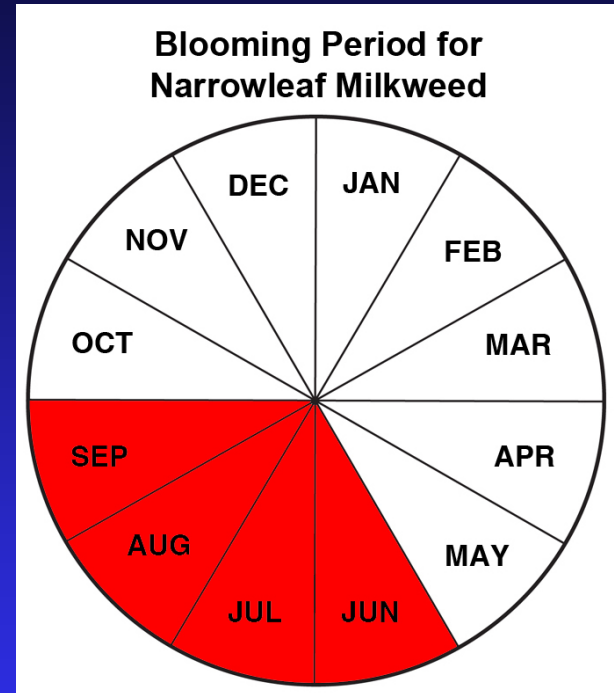 Blooming Period for
Narrowleaf Milkweed
JAN
FEB
MAR
APR
MAY
JUN
JUL
AUG
SEP
OCT
NOV
DEC